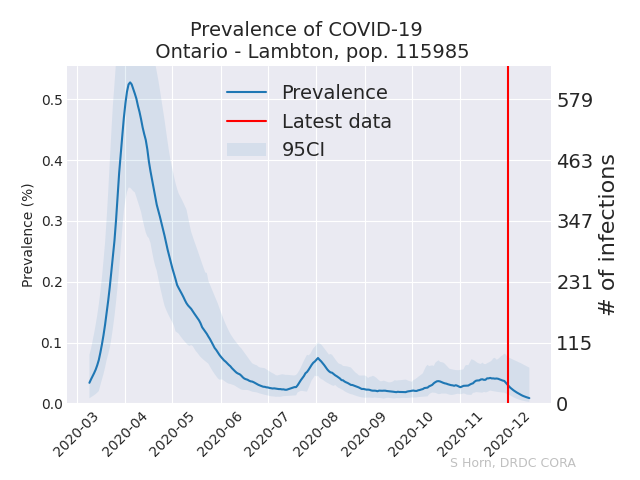 Prevalence of COVID-19
Ontario - Lambton, pop. 115985
Prevalence
Latest data
95CI
Prevalence (%)
0.5
0.4
0.3
0.2
0.1
0.0
579
463
347
231
115
0
# of infections
2020-03
2020-04
2020-05
2020-06
2020-07
2020-08
2020-09
2020-10
2020-11
2020-12
S Horn, DRDC CORA